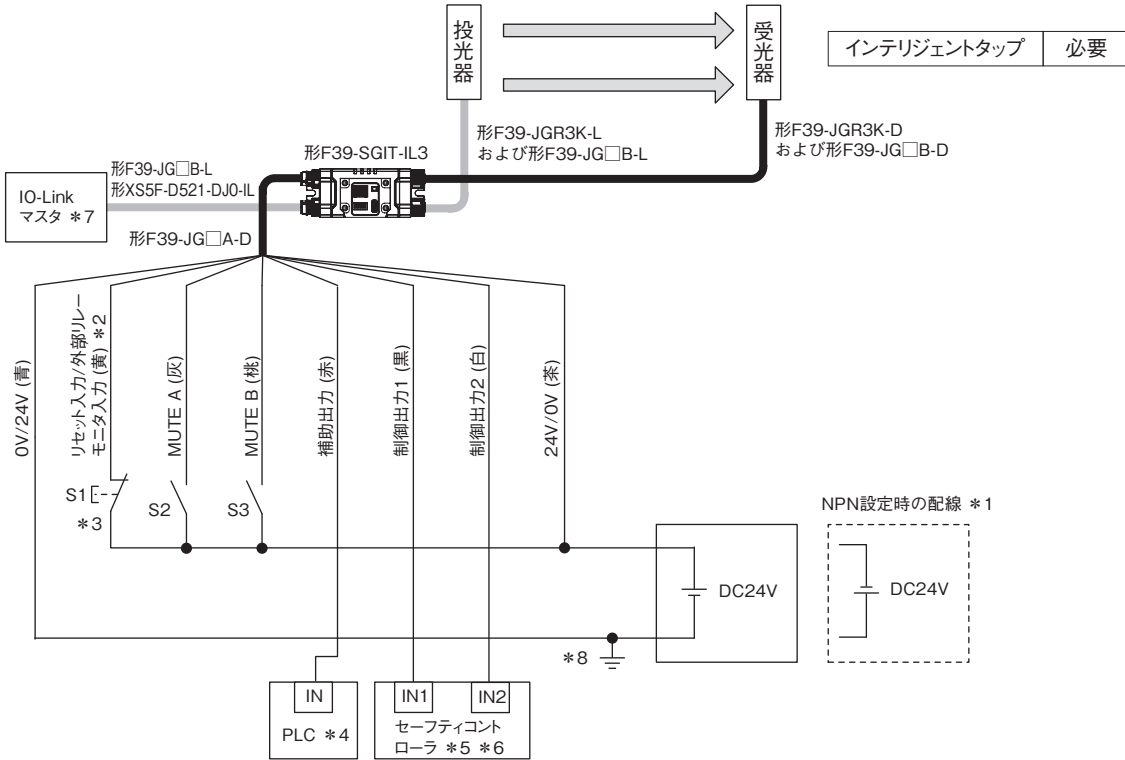 投光器
受光器
インテリジェントタップ 必要
形F39-JGR3K-L
および形F39-JG□B-L
形F39-JGR3K-D
および形F39-JG□B-D
形F39-SGIT-IL3
形F39-JG□B-L
形XS5F-D521-DJ0-IL
IO-Link
マスタ *7
形F39-JG□A-D
0V/24V (青)
リセット入力/外部リレー
モニタ入力 (黄) *2
MUTE A (灰)
MUTE B (桃)
補助出力 (赤)
制御出力1 (黒)
制御出力2 (白)
24V/0V (茶)
S1
*3
S2
S3
NPN設定時の配線 *1
DC24V
DC24V
*8
IN
PLC *4
IN1
IN2
セーフティコント
ローラ *5 *6